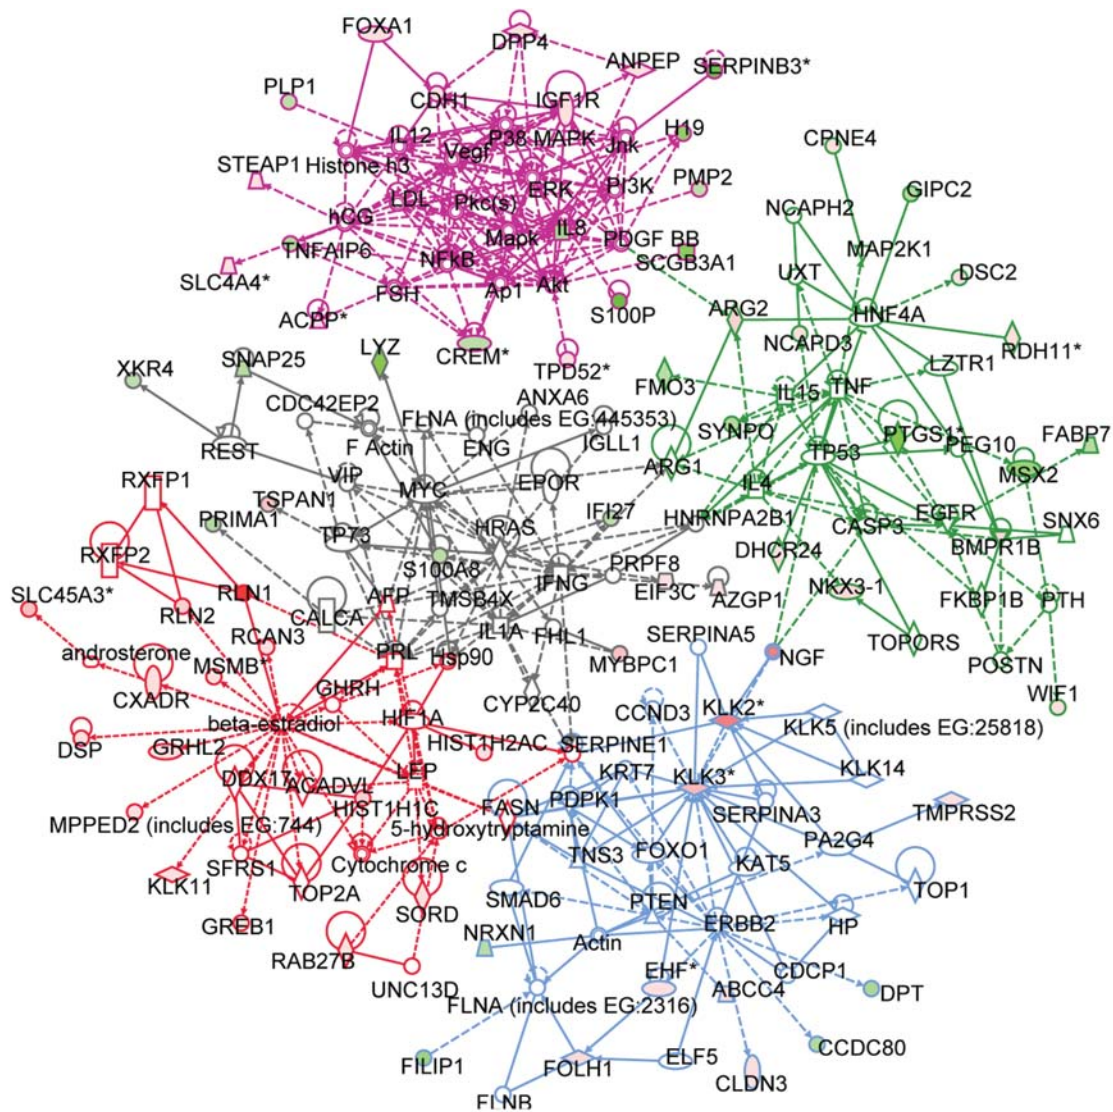 FOXA1
DPP4
ANPEP
SERPINB3*
PLP1
CDH1
IGF1R
IL12
P38 MAPK
H19
STEAP1
Histone h3
Vegf
Jnk
CPNE4
LDL
ERK
PI3K
PMP2
GIPC2
hCG
Pkc(s)
NCAPH2
TNFAIP6
Mapk
IL8
PDGF BB
MAP2K1
SLC4A4*
NFkB
SCGB3A1
UXT
DSC2
FSH
Ap1
Akt
ACPP*
S100P
ARG2
HNF4A
NCAPD3
RDH11*
XKR4
SNAP25
LYZ
CREM*
TPD52*
FMO3
LZTR1
IL15
TNF
CDC42EP2
ANXA6
FLNA (includes EG:445353)
SYNPO
PTGS1*
PEG10
FABP7
REST
F Actin
ENG
IGLL1
ARG1
TP53
MSX2
RXFP1
VIP
MYC
EPOR
IL4
TSPAN1
IFI27
HNRNPA2B1
CASP3
EGFR
SNX6
PRIMA1
TP73
HRAS
DHCR24
BMPR1B
RXFP2
S100A8
IFNG
PRPF8
EIF3C
AZGP1
NKX3-1
FKBP1B
PTH
SLC45A3*
RLN1
RLN2
CALCA
AFP
TMSB4X
IL1A
FHL1
SERPINA5
TOPORS
POSTN
RCAN3
androsterone
MSMB*
PRL
Hsp90
MYBPC1
NGF
WIF1
CXADR
GHRH
CYP2C40
KLK2*
beta-estradiol
HIF1A
CCND3
KLK5 (includes EG:25818)
DSP
GRHL2
HIST1H2AC
SERPINE1
DDX17
ACADVL
LEP
KRT7
KLK3*
KLK14
HIST1H1C
FASN
PDPK1
SERPINA3
TMPRSS2
MPPED2 (includes EG:744)
5-hydroxytryptamine
PA2G4
SFRS1
Cytochrome c
TNS3
FOXO1
KAT5
KLK11
TOP2A
SORD
SMAD6
PTEN
TOP1
GREB1
NRXN1
Actin
ERBB2
HP
RAB27B
UNC13D
EHF*
CDCP1
FLNA (includes EG:2316)
ABCC4
DPT
FILIP1
FOLH1
ELF5
CCDC80
CLDN3
FLNB